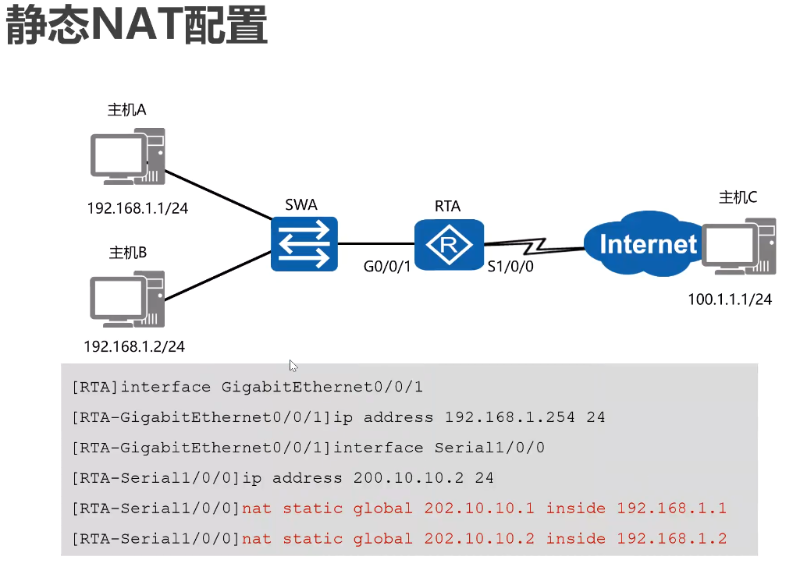 静态NAT配置
主机A
192.168.1.1/24
主机B
192.168.1.2/24
SWA
RTA
G0/0/1
S1/0/0
R
Internet
主机C
100.1.1.1/24
[RTA]interface GigabitEthernet0/0/1
[RTA-GigabitEthernet0/0/1]ip address 192.168.1.254 24
[RTA-GigabitEthernet0/0/1]interface Serial1/0/0
[RTA-Serial1/0/0]ip address 200.10.10.2 24
[RTA-Serial1/0/0]nat static global 202.10.10.1 inside 192.168.1.1
[RTA-Serial1/0/0]nat static global 202.10.10.2 inside 192.168.1.2